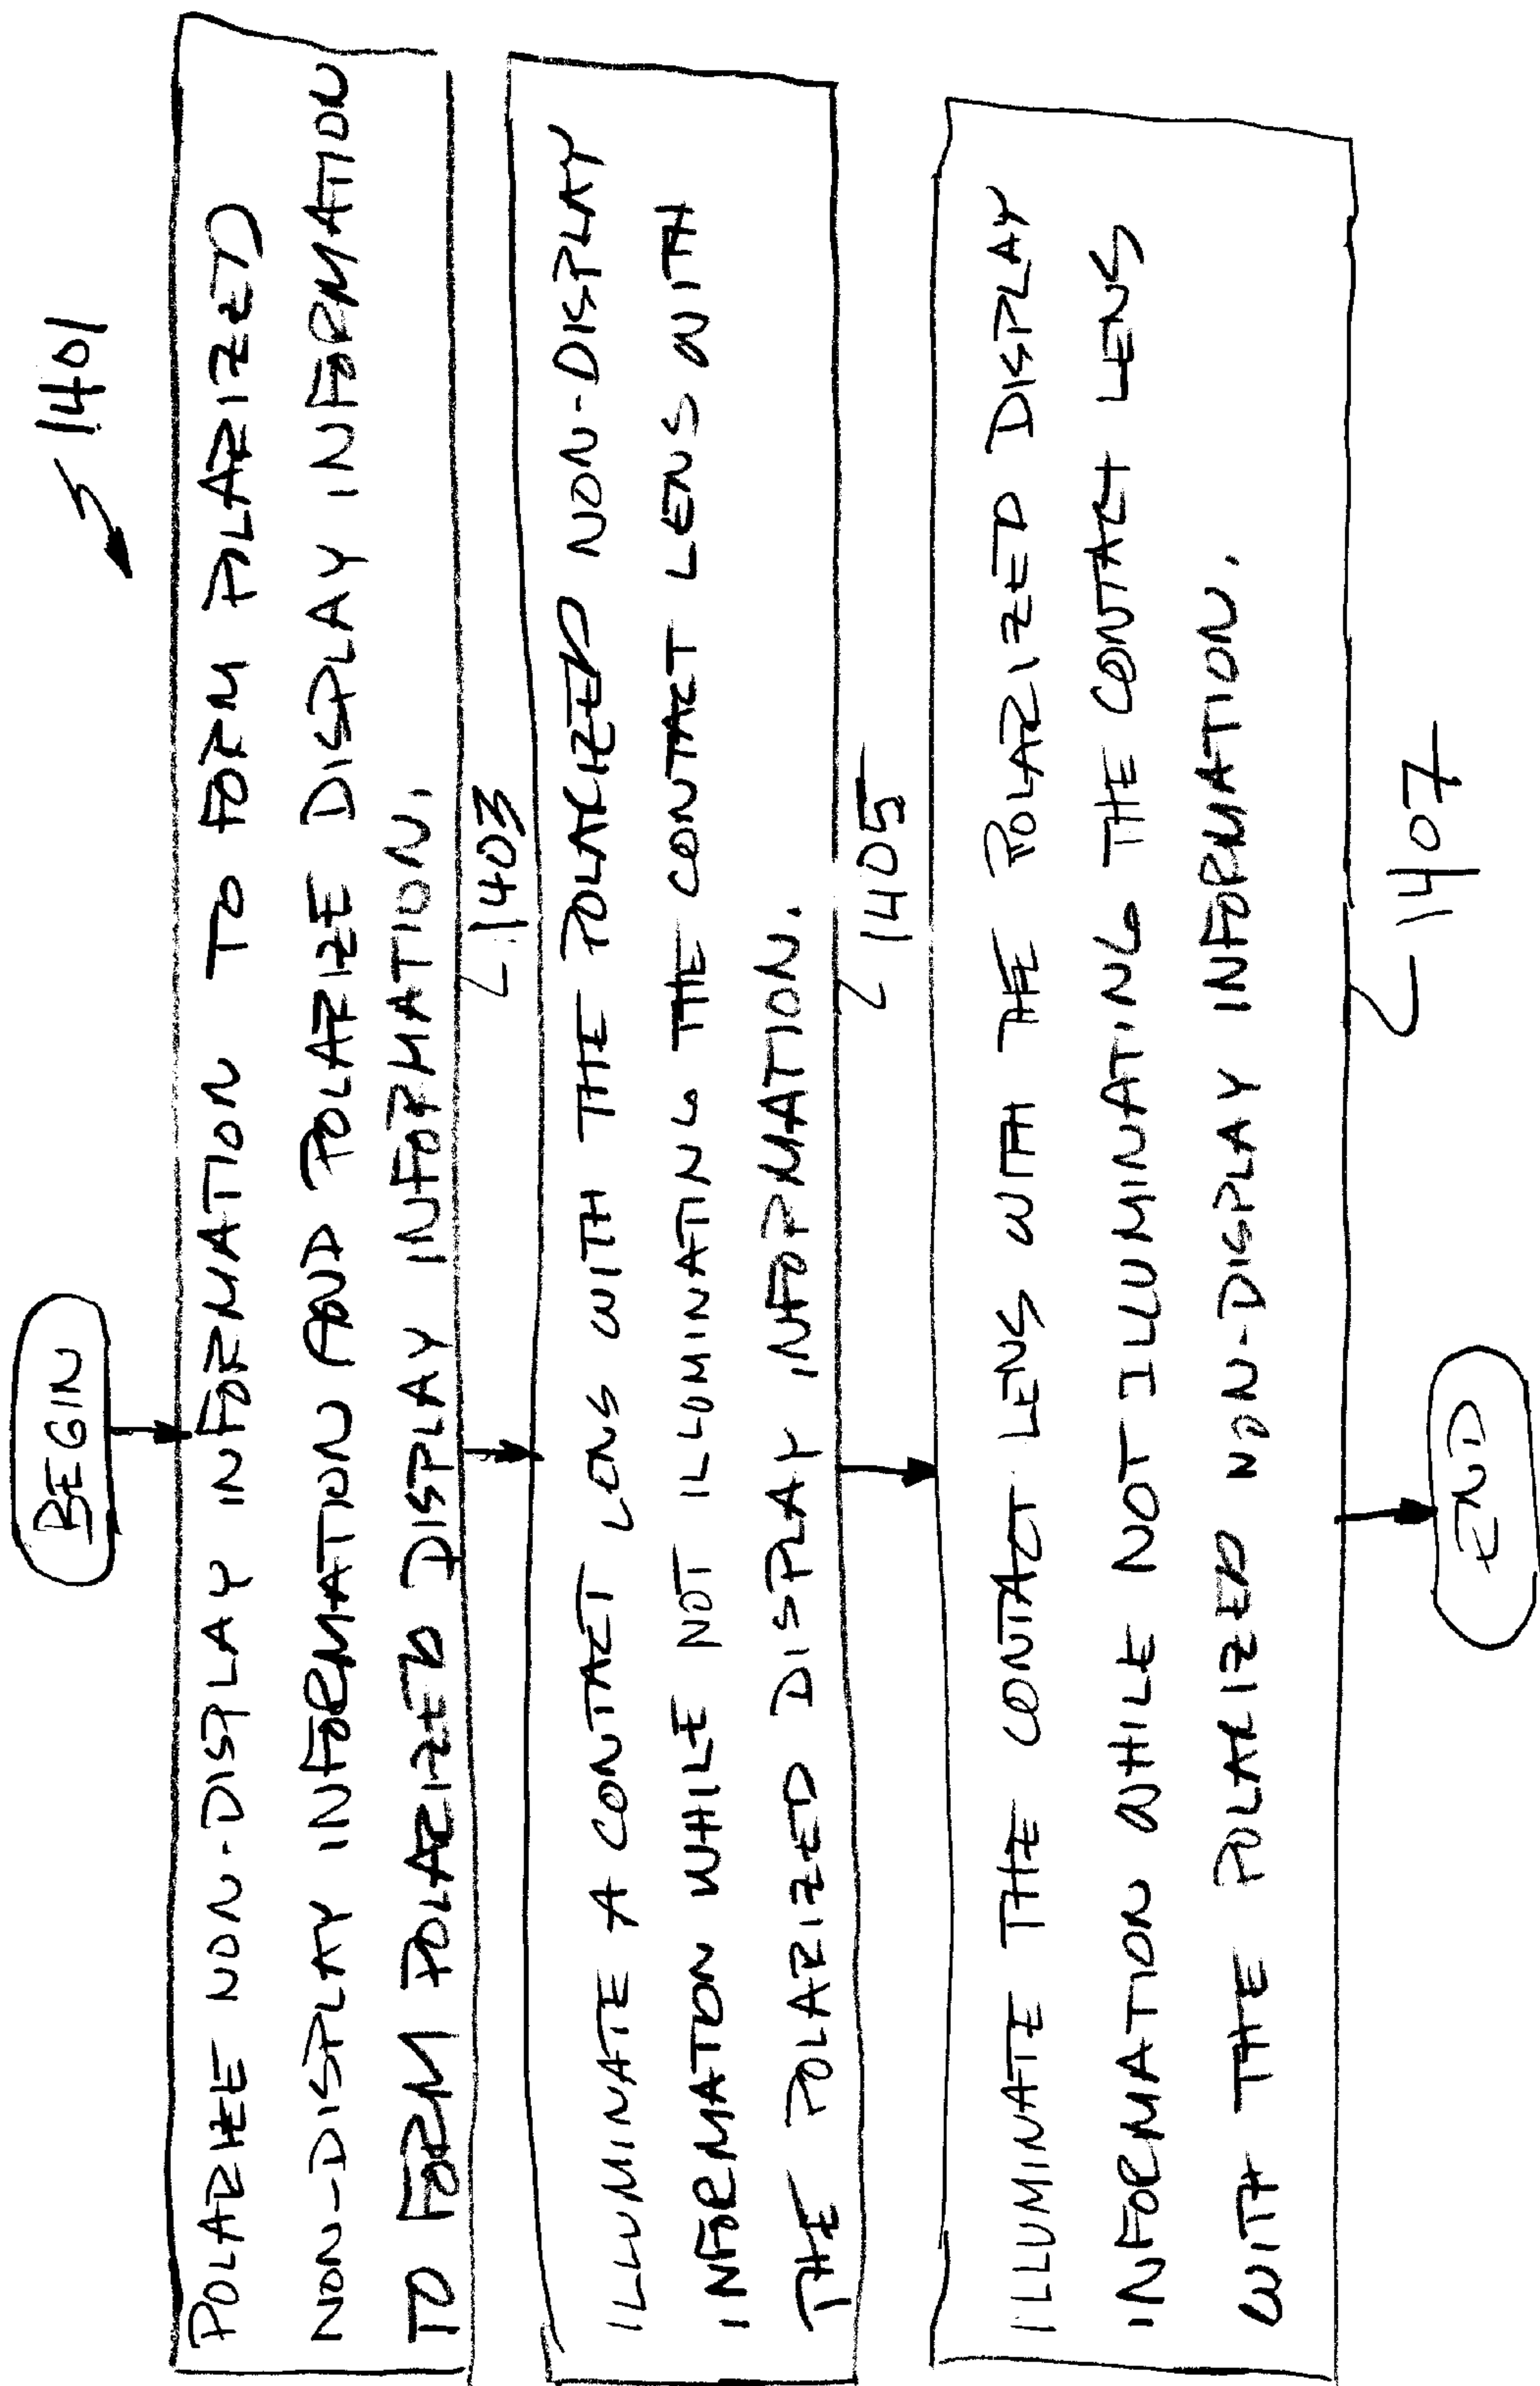 1401
BEGIN
POLARIZE NON-DISPLAY INFORMATION TO FORM POLARIZED
NON-DISPLAY INFORMATION AND POLARIZE DISPLAY INFORMATION
TO FORM POLARIZED DISPLAY INFORMATION.
1403
ILLUMINATE A CONTACT LENS WITH THE POLARIZED NON-DISPLAY
INFORMATON WHILE NOT ILLUMINATING THE CONTACT LENS WITH
THE POLARIZED DISPLAY INFORMATION.
1405
ILLUMINATE THE CONTACT LENS WITH THE POLARIZED DISPLAY
INFORMATION WHILE NOT ILLUMINATING THE CONTACT LENS
WITH THE POLARIZED NON-DISPLAY INFORMATION.
1407
END